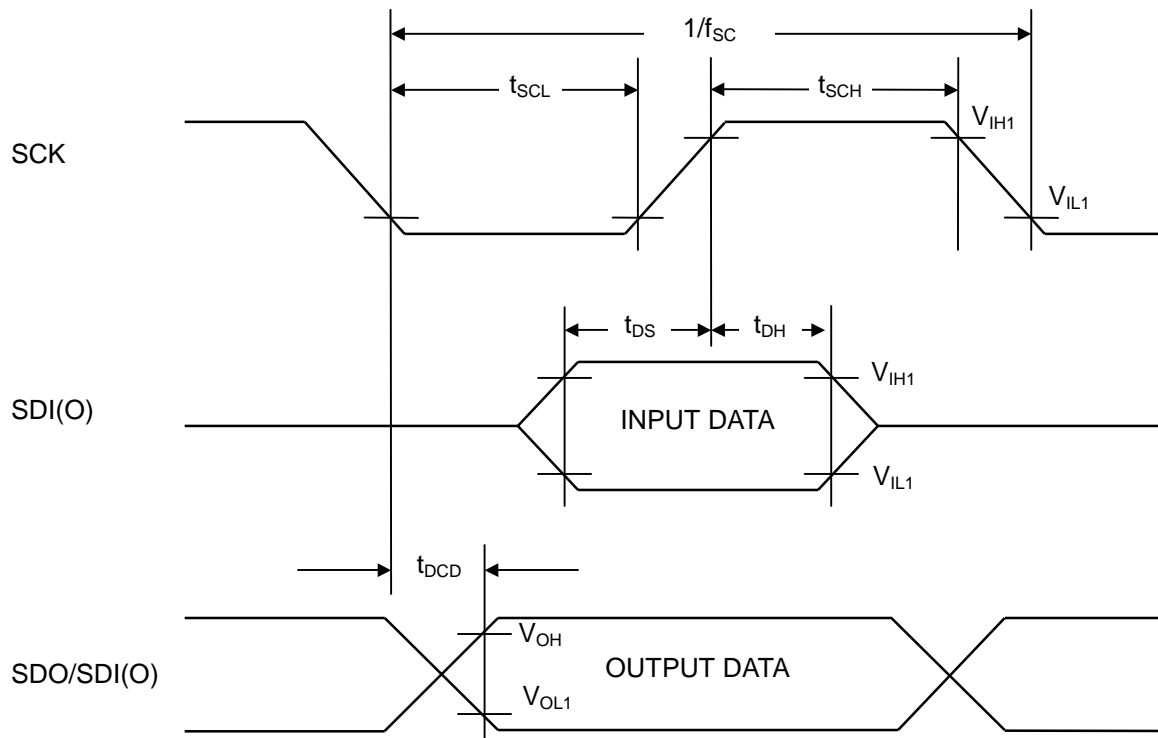 1/fSC
tSCL tSCH
SCK
VIH1
VIL1
tDS tDH
SDI(O)
VIH1
INPUT DATA
VIL1
tDCD
SDO/SDI(O)
VOH
OUTPUT DATA
VOL1